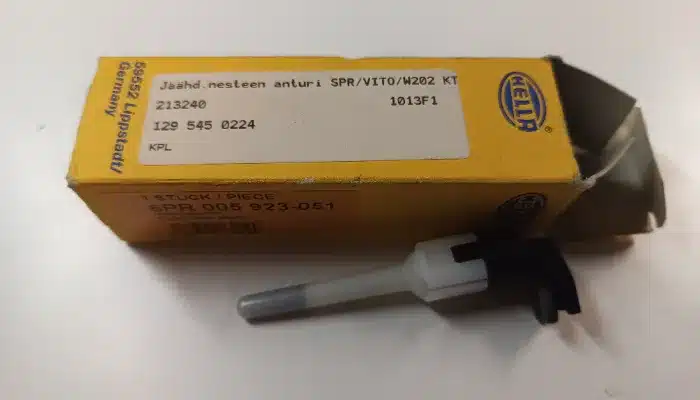 59552 Lippstadt/
Germany
Jäähd.nesteen anturi SPR/VITO/W202 KT
213240 1013F1
129 545 0224
KPL
HELLA
®
1 STÜCK / PIECE
6PR 005 923-051